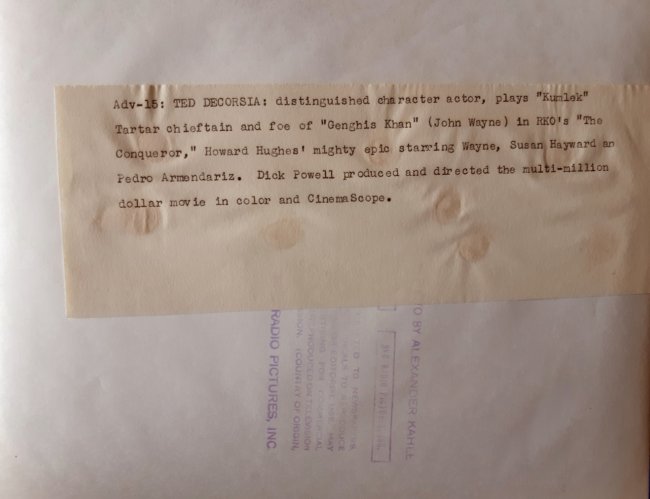 Adv-15: TED DECORSIA: distinguished character actor, plays "Kumlek"
Tartar chieftain and foe of "Genghis Khan" (John Wayne) in RKO's "The
Conqueror," Howard Hughes' mighty epic starring Wayne, Susan Hayward an
Pedro Armendariz. Dick Powell produced and directed the multi-million
dollar movie in color and CinemaScope.
TO BY ALEXANDER KAHLE
RADIO PICTURES, INC